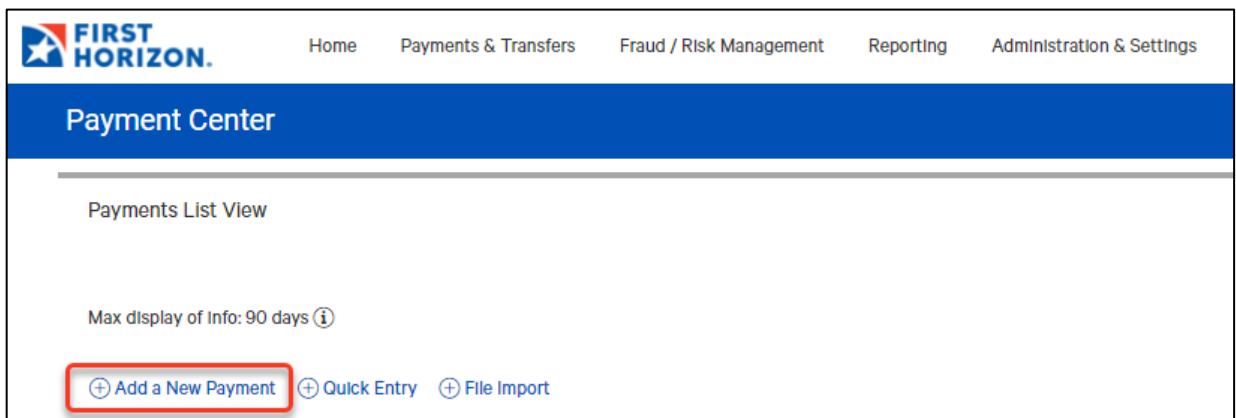 FIRST
HORIZON.
Home Payments & Transfers Fraud / Risk Management Reporting Administration & Settings
Payment Center
Payments List View
Max display of info: 90 days
Add a New Payment Quick Entry File Import